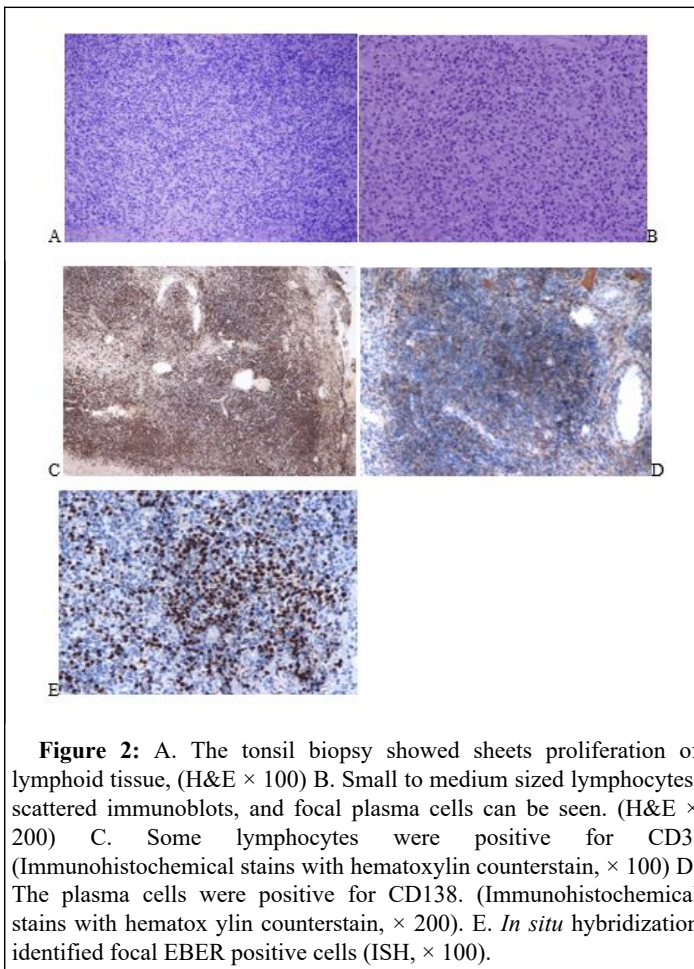 A
B
C
D
E
Figure 2: A. The tonsil biopsy showed sheets proliferation of
lymphoid tissue, (H&E × 100) B. Small to medium sized lymphocytes
scattered immunoblots, and focal plasma cells can be seen. (H&E ×
200) C. Some lymphocytes were positive for CD3
(Immunohistochemical stains with hematoxylin counterstain, × 100) D
The plasma cells were positive for CD138. (Immunohistochemical
stains with hematox ylin counterstain, × 200). E. In situ hybridization
identified focal EBER positive cells (ISH, × 100).